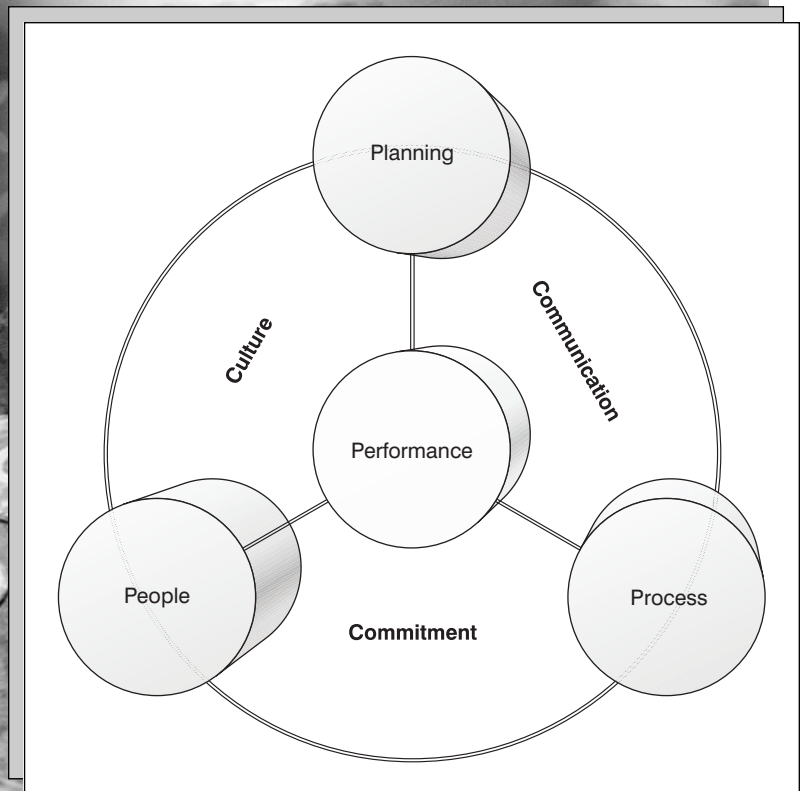 Planning
Culture
Communication
Performance
People
Process
Commitment